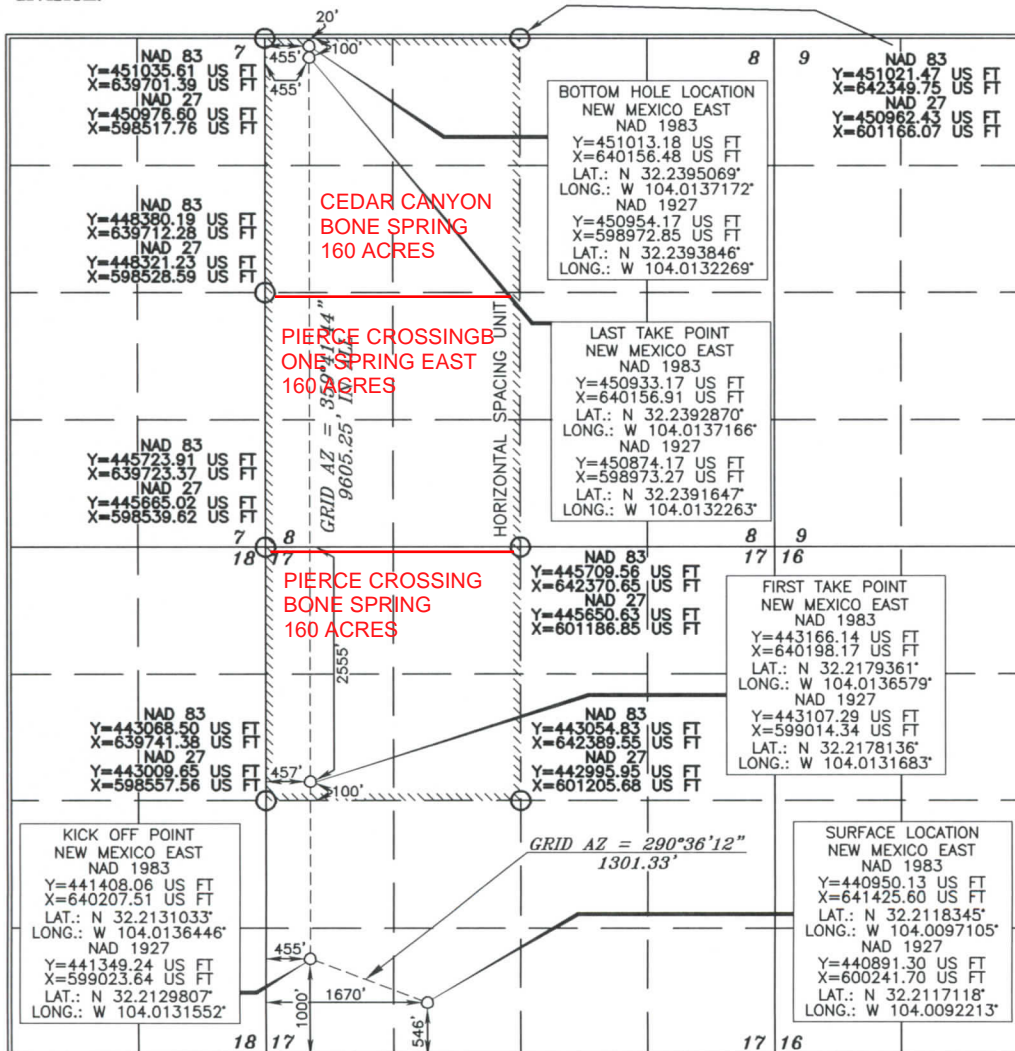 20'
7
455'
100'
455'
8
9
NAD 83
Y=451035.61 US FT
X=639701.39 US FT
NAD 27
Y=450976.60 US FT
X=598517.76 US FT
NAD 83
Y=451021.47 US FT
X=642349.75 US FT
NAD 27
Y=450962.43 US FT
X=601166.07 US FT
BOTTOM HOLE LOCATION
NEW MEXICO EAST
NAD 1983
Y=451013.18 US FT
X=640156.48 US FT
LAT.: N 32.2395069°
LONG.: W 104.0137172°
NAD 1927
Y=450954.17 US FT
X=598972.85 US FT
LAT.: N 32.2393846°
LONG.: W 104.0132269°
CEDAR CANYON
BONE SPRING
160 ACRES
NAD 83
Y=448380.19 US FT
X=639712.28 US FT
NAD 27
Y=448321.23 US FT
X=598528.59 US FT
PIERCE CROSSINGB
ONE SPRING EAST
160 ACRES
GRID AZ = 359°41'44"
9605.25'
HORIZONTAL SPACING UNIT
LAST TAKE POINT
NEW MEXICO EAST
NAD 1983
Y=450933.17 US FT
X=640156.91 US FT
LAT.: N 32.2392870°
LONG.: W 104.0137166°
NAD 1927
Y=450874.17 US FT
X=598973.27 US FT
LAT.: N 32.2391647°
LONG.: W 104.0132263°
NAD 83
Y=445723.91 US FT
X=639723.37 US FT
NAD 27
Y=445665.02 US FT
X=598539.62 US FT
7 8
18 17
8 9
17 16
PIERCE CROSSING
BONE SPRING
160 ACRES
2555'
NAD 83
Y=445709.56 US FT
X=642370.65 US FT
NAD 27
Y=445650.63 US FT
X=601186.85 US FT
FIRST TAKE POINT
NEW MEXICO EAST
NAD 1983
Y=443166.14 US FT
X=640198.17 US FT
LAT.: N 32.2179361°
LONG.: W 104.0136579°
NAD 1927
Y=443107.29 US FT
X=599014.34 US FT
LAT.: N 32.2178136°
LONG.: W 104.0131683°
NAD 83
Y=443068.50 US FT
X=639741.38 US FT
NAD 27
Y=443009.65 US FT
X=598557.56 US FT
457'
100'
NAD 83
Y=443054.83 US FT
X=642389.55 US FT
NAD 27
Y=442995.95 US FT
X=601205.68 US FT
KICK OFF POINT
NEW MEXICO EAST
NAD 1983
Y=441408.06 US FT
X=640207.51 US FT
LAT.: N 32.2131033°
LONG.: W 104.0136446°
NAD 1927
Y=441349.24 US FT
X=599023.64 US FT
LAT.: N 32.2129807°
LONG.: W 104.0131552°
GRID AZ = 290°36'12"
1301.33'
455'
1670'
1000'
546'
SURFACE LOCATION
NEW MEXICO EAST
NAD 1983
Y=440950.13 US FT
X=641425.60 US FT
LAT.: N 32.2118345°
LONG.: W 104.0097105°
NAD 1927
Y=440891.30 US FT
X=600241.70 US FT
LAT.: N 32.2117118°
LONG.: W 104.0092213°
18 17
17 16